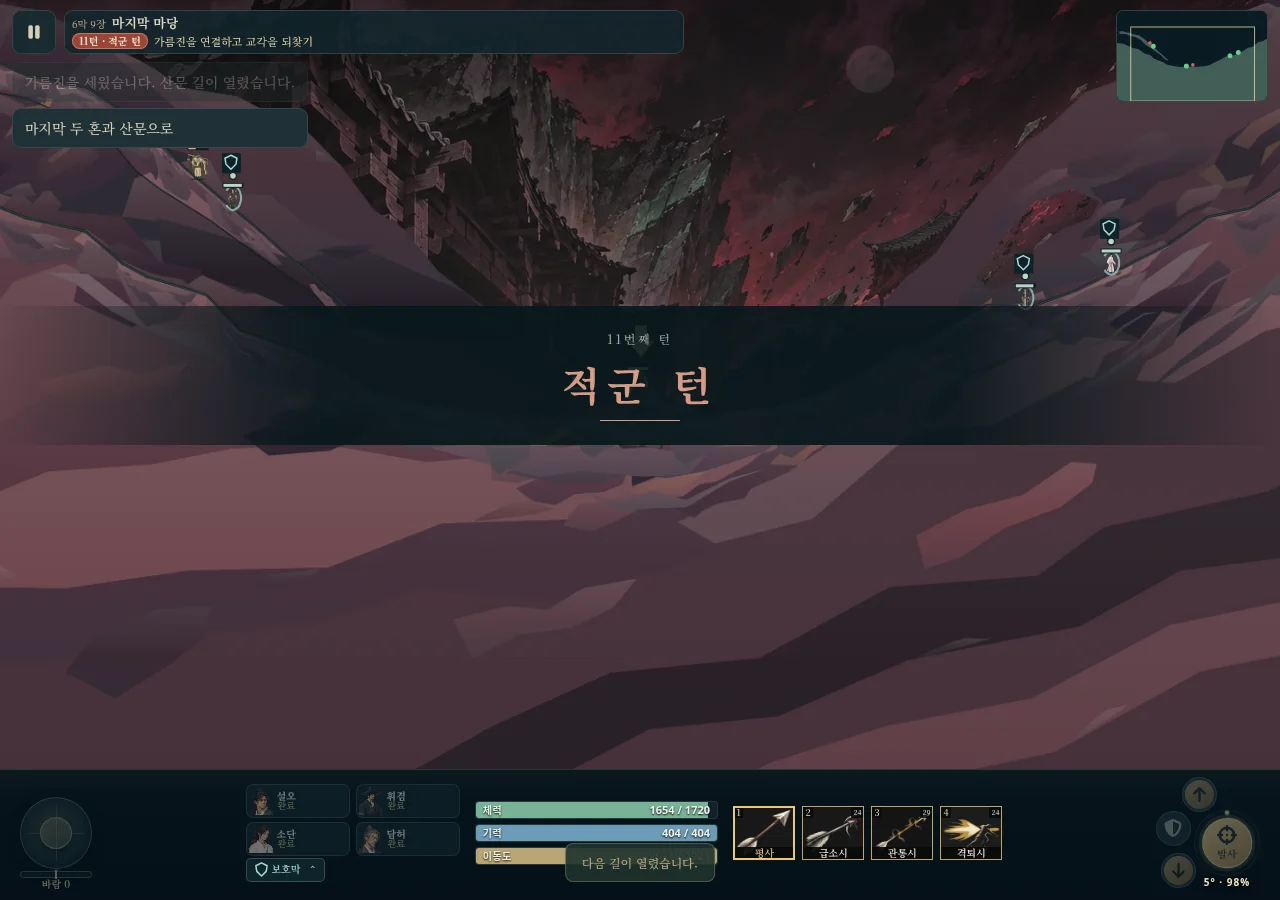 6막 9장 마지막 마당
11턴 · 적군 턴 가름진을 연결하고 교각을 되찾기
가름진을 세웠습니다. 산문 길이 열렸습니다.
마지막 두 혼과 산문으로
11번째 턴
적군 턴
설오
완료
휘겸
완료
소단
완료
달허
완료
보호막
체력 1654 / 1720
기력 404 / 404
이동도
다음 길이 열렸습니다.
1 평사
2 24 급소시
3 29 관통시
4 24 격퇴시
바람 0
발사
5° · 98%